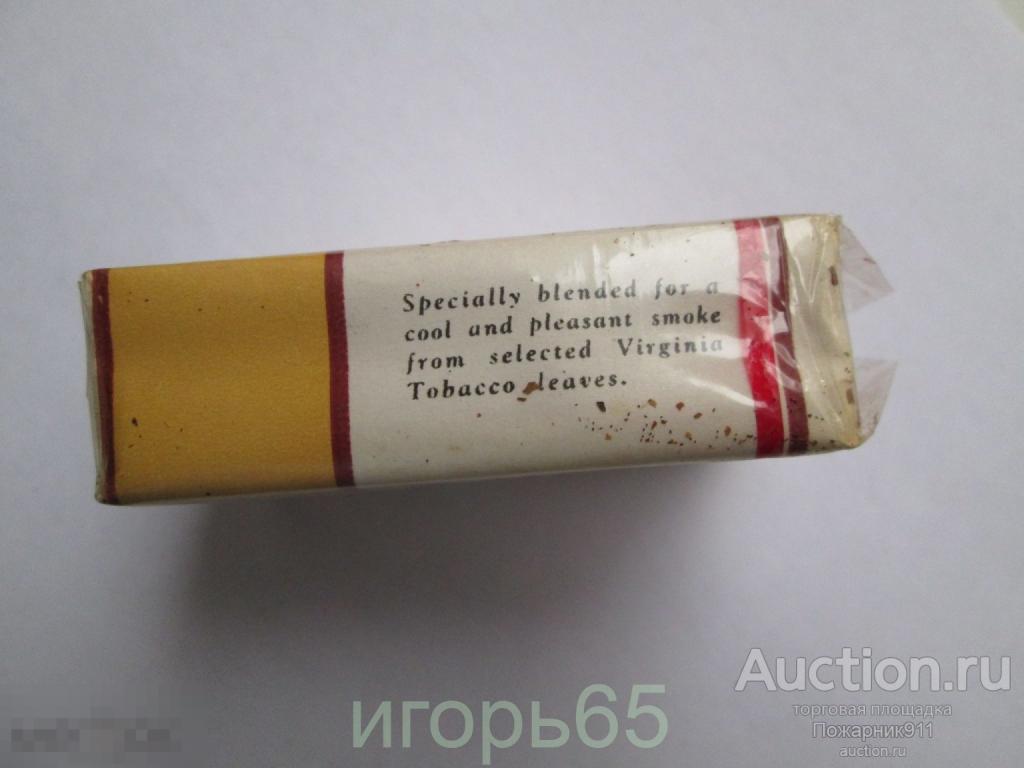 Specially blended for a
cool and pleasant smoke
from selected Virginia
Tobacco leaves.
Auction.ru
торговая площадка
Пожарник911
auction.ru
игорь65